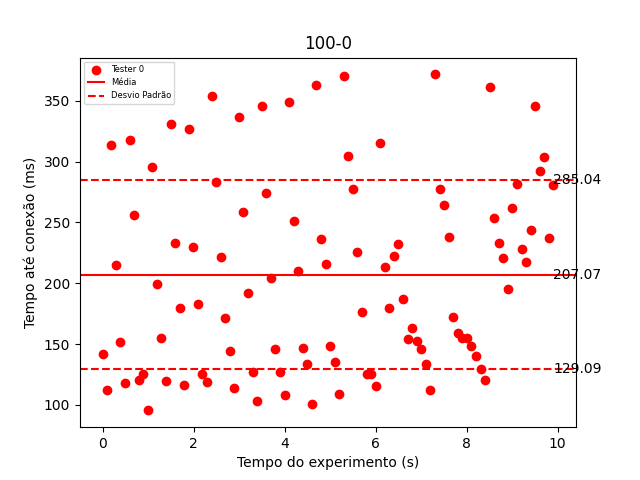 100-0
Tester 0
Média
Desvio Padrão
Tempo até conexão (ms)
350
300
250
200
150
100
285.04
207.07
129.09
0 2 4 6 8 10
Tempo do experimento (s)